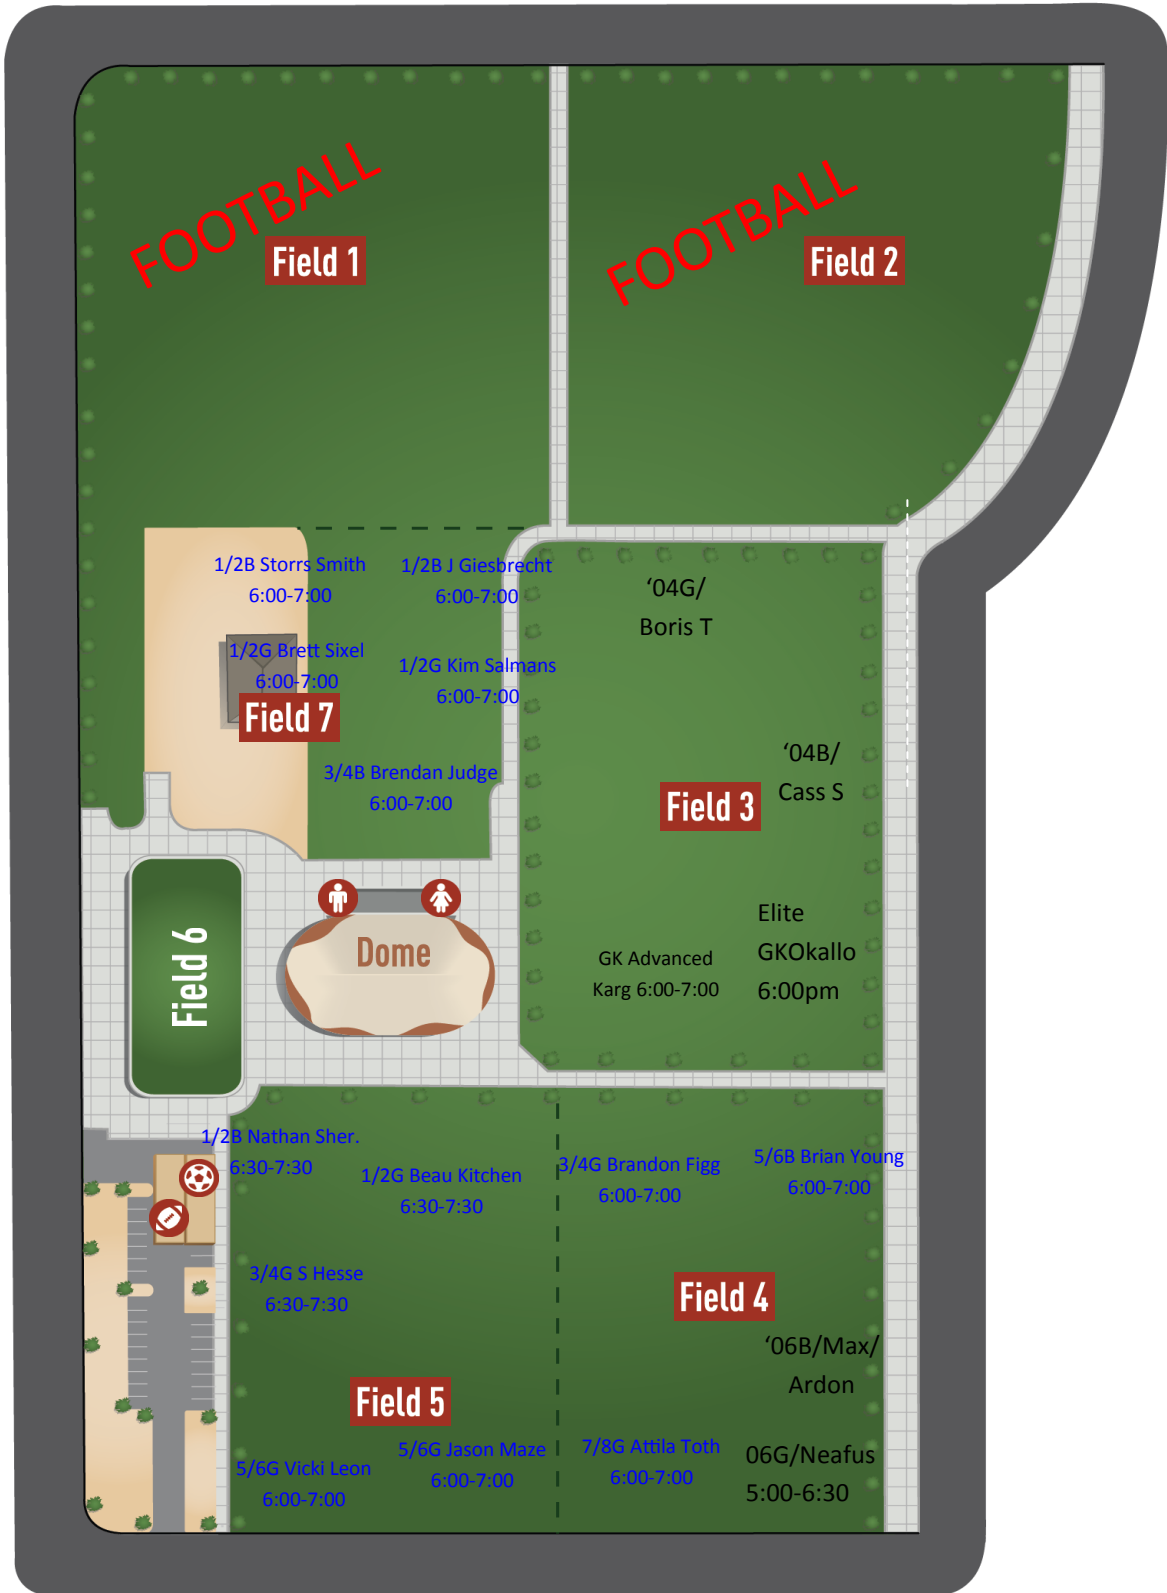 FOOTBALL
Field 1
FOOTBALL
Field 2
1/2B Storrs Smith
6:00-7:00
1/2B J Giesbrecht
6:00-7:00
1/2G Brett Sixel
6:00-7:00
1/2G Kim Salmans
6:00-7:00
Field 7
3/4B Brendan Judge
6:00-7:00
‘04G/
Boris T
‘04B/
Cass S
Field 3
Elite
GKOkallo
6:00pm
GK Advanced
Karg 6:00-7:00
Field 6
Dome
1/2B Nathan Sher.
6:30-7:30
1/2G Beau Kitchen
6:30-7:30
3/4G S Hesse
6:30-7:30
Field 5
5/6G Vicki Leon
6:00-7:00
5/6G Jason Maze
6:00-7:00
3/4G Brandon Figg
6:00-7:00
5/6B Brian Young
6:00-7:00
Field 4
‘06B/Max/
Ardon
7/8G Attila Toth
6:00-7:00
06G/Neafus
5:00-6:30